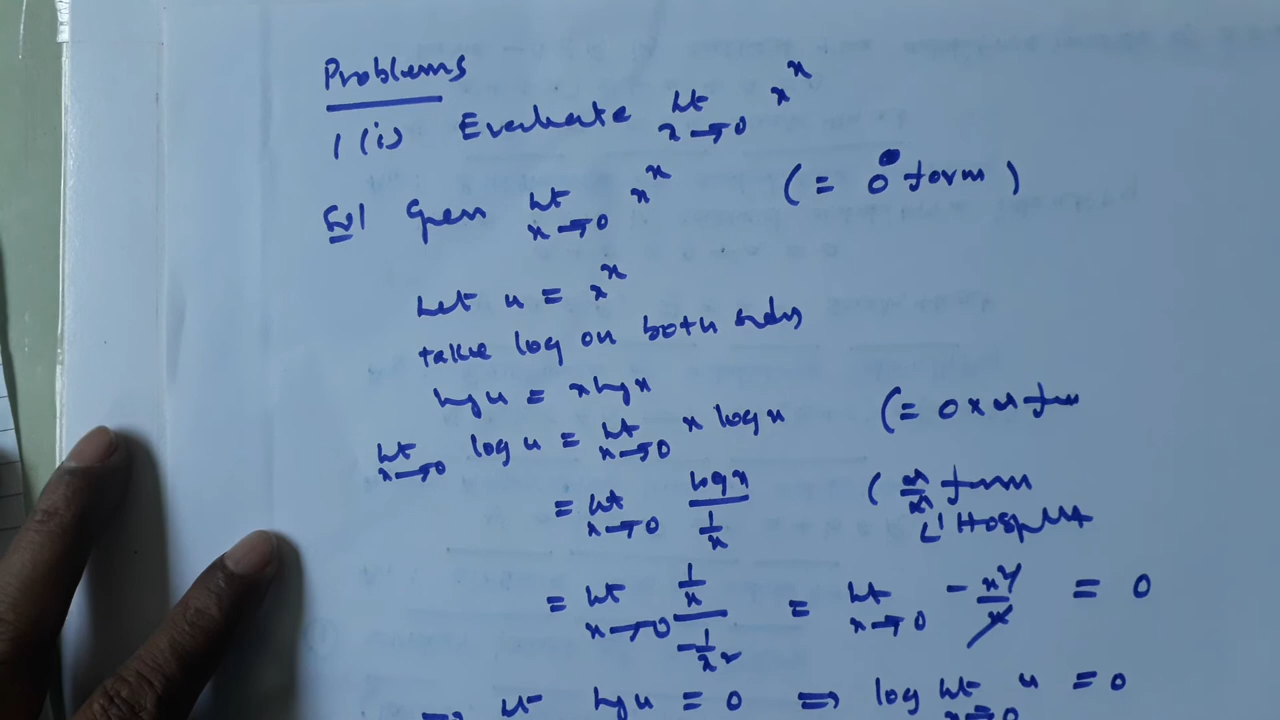 Problems
1 (i) Evaluate Lt x→0 x^x
Sol Given Lt x→0 x^x (= 0^0 form)
Let u = x^x
take log on both sides
log u = x log x
Lt x→0 log u = Lt x→0 x log x (= 0 × ∞ form
= Lt x→0 log x / (1/x) (∞/∞ form
L'Hospital
= Lt x→0 (1/x) / (-1/x²) = Lt x→0 - x²/x = 0
⇒ Lt log u = 0 ⇒ log Lt x→0 u = 0